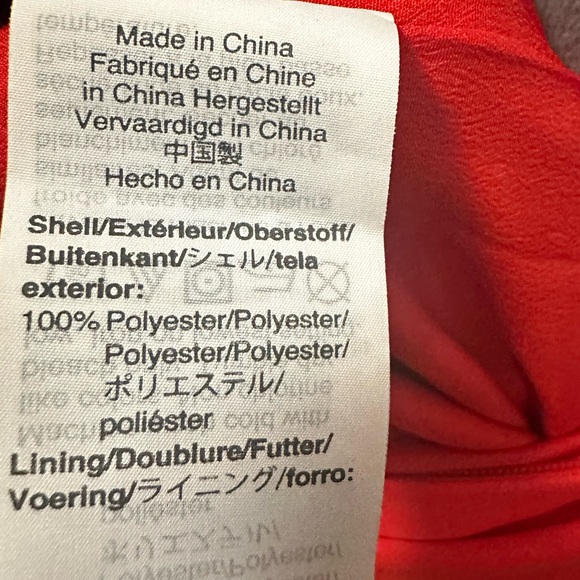 Made in China
Fabriqué en Chine
in China Hergestellt
Vervaardigd in China
中国製
Hecho en China
Shell/Extérieur/Oberstoff/
Buitenkant/シェル/tela
exterior:
100% Polyester/Polyester/
Polyester/Polyester/
ポリエステル/
poliéster
Lining/Doublure/Futter/
Voering/ライニング/forro: